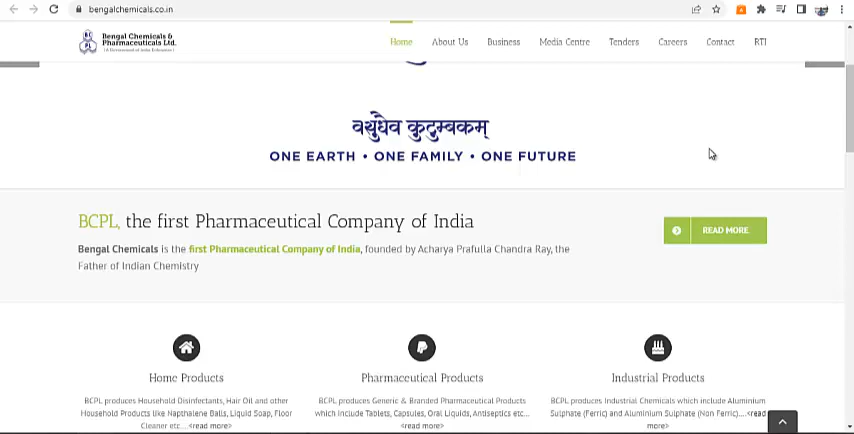 bengalchemicals.co.in
Bengal Chemicals &
Pharmaceuticals Ltd.
Home About Us Business Media Centre Tenders Careers Contact RTI
वसुधैव कुटुम्बकम्
ONE EARTH • ONE FAMILY • ONE FUTURE
BCPL, the first Pharmaceutical Company of India
READ MORE
Bengal Chemicals is the first Pharmaceutical Company of India, founded by Acharya Prafulla Chandra Ray, the
Father of Indian Chemistry
Home Products
BCPL produces Household Disinfectants, Hair Oil and other
Household Products like Napthalene Balls, Liquid Soap, Floor
Cleaner etc....<read more>
Pharmaceutical Products
BCPL produces Generic & Branded Pharmaceutical Products
which include Tablets, Capsules, Oral Liquids, Antiseptics etc...
<read more>
Industrial Products
BCPL produces Industrial Chemicals which include Aluminium
Sulphate (Ferric) and Aluminium Sulphate (Non Ferric)....<read
more>